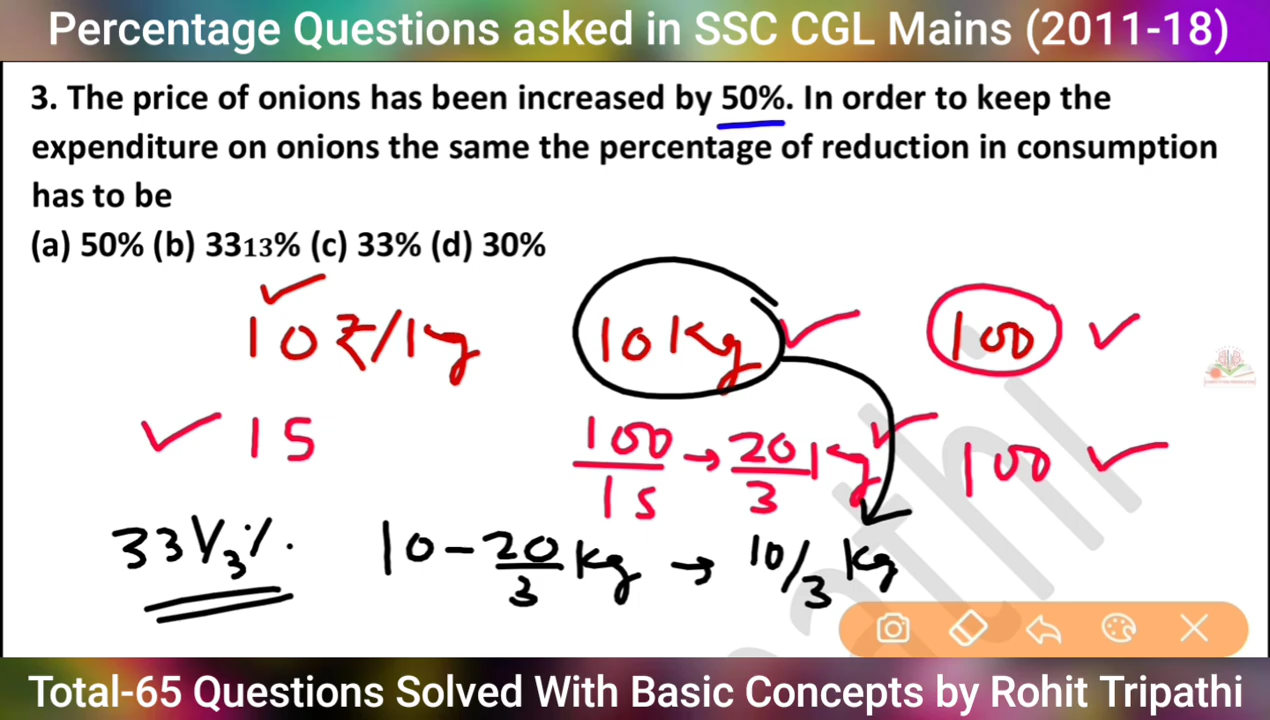 Percentage Questions asked in SSC CGL Mains (2011-18)
3. The price of onions has been increased by 50%. In order to keep the
expenditure on onions the same the percentage of reduction in consumption
has to be
(a) 50% (b) 3313% (c) 33% (d) 30%
10₹/1g 10Kg 100
15 100/15 → 20/3 Kg 100
33 1/3 %. 10 - 20/3 kg → 10/3 kg
Total-65 Questions Solved With Basic Concepts by Rohit Tripathi